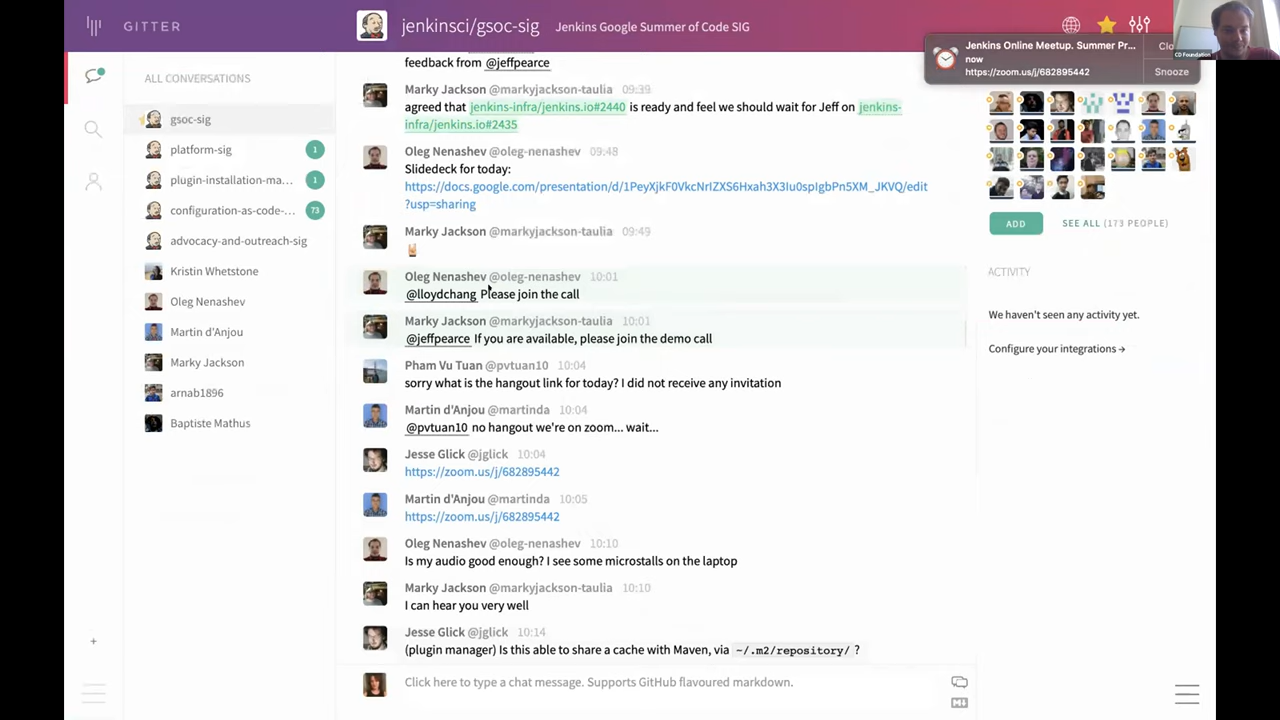 GITTER
jenkinsci/gsoc-sig
Jenkins Google Summer of Code SIG
CD Foundation
Jenkins Online Meetup. Summer Pr...
now
https://zoom.us/j/682895442
Clo
Snooze
ALL CONVERSATIONS
gsoc-sig
platform-sig
1
plugin-installation-ma...
1
configuration-as-code-...
73
advocacy-and-outreach-sig
Kristin Whetstone
Oleg Nenashev
Martin d'Anjou
Marky Jackson
arnab1896
Baptiste Mathus
feedback from @jeffpearce
Marky Jackson @markyjackson-taulia 09:39
agreed that jenkins-infra/jenkins.io#2440 is ready and feel we should wait for Jeff on jenkins-
infra/jenkins.io#2435
Oleg Nenashev @oleg-nenashev 09:48
Slidedeck for today:
https://docs.google.com/presentation/d/1PeyXjkF0VkcNrIZXS6Hxah3X3Iu0spIgbPn5XM_JKVQ/edit
?usp=sharing
Marky Jackson @markyjackson-taulia 09:49
Oleg Nenashev @oleg-nenashev 10:01
@lloydchang Please join the call
Marky Jackson @markyjackson-taulia 10:01
@jeffpearce If you are available, please join the demo call
Pham Vu Tuan @pvtuan10 10:04
sorry what is the hangout link for today? I did not receive any invitation
Martin d'Anjou @martinda 10:04
@pvtuan10 no hangout we're on zoom... wait...
Jesse Glick @jglick 10:04
https://zoom.us/j/682895442
Martin d'Anjou @martinda 10:05
https://zoom.us/j/682895442
Oleg Nenashev @oleg-nenashev 10:10
Is my audio good enough? I see some microstalls on the laptop
Marky Jackson @markyjackson-taulia 10:10
I can hear you very well
Jesse Glick @jglick 10:14
(plugin manager) Is this able to share a cache with Maven, via ~/.m2/repository/ ?
Click here to type a chat message. Supports GitHub flavoured markdown.
ADD
SEE ALL (173 PEOPLE)
ACTIVITY
We haven't seen any activity yet.
Configure your integrations →